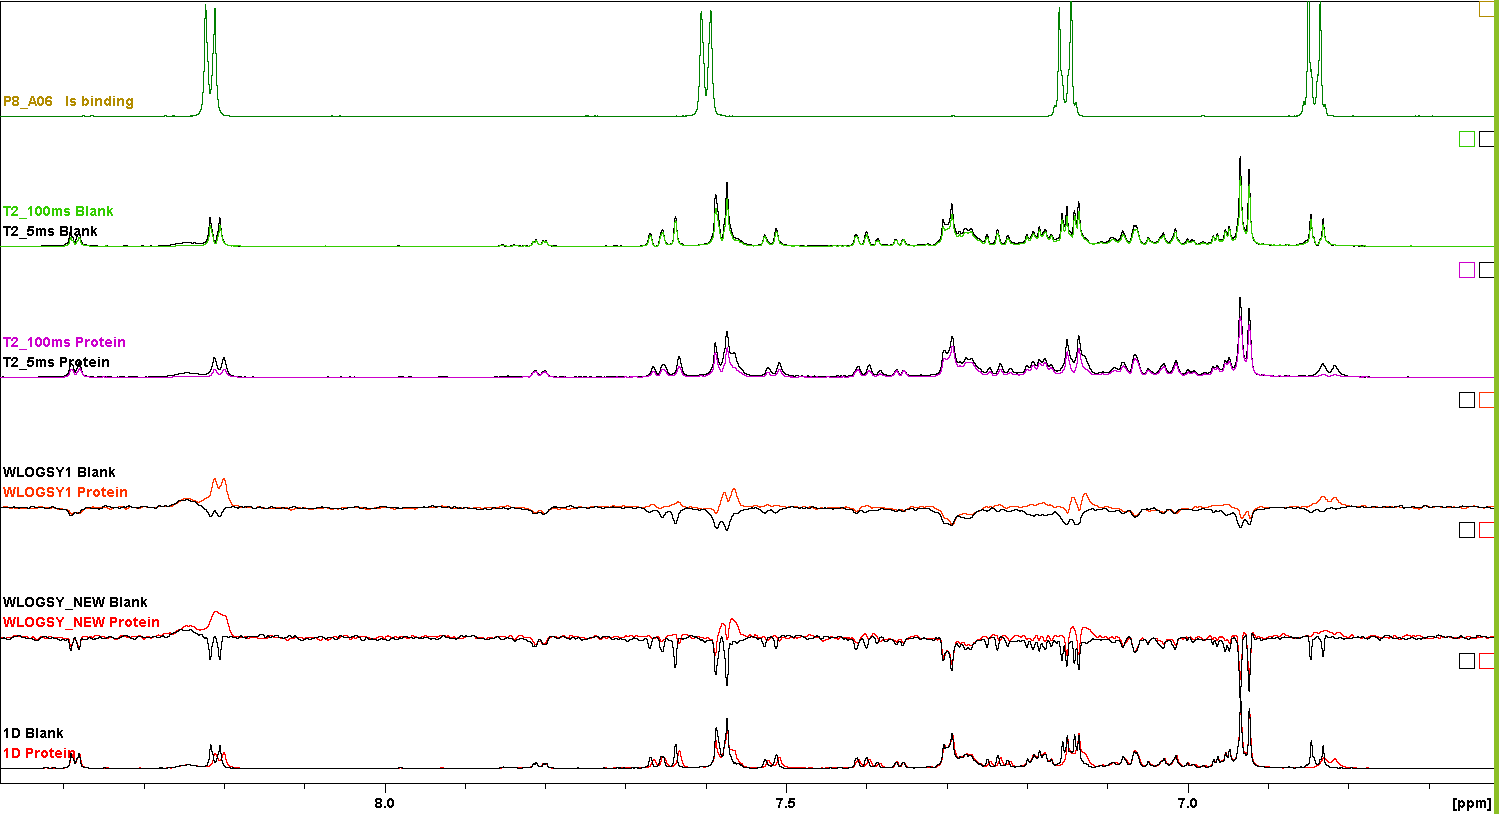 P8_A06 Is binding
T2_100ms Blank
T2_5ms Blank
T2_100ms Protein
T2_5ms Protein
WLOGSY1 Blank
WLOGSY1 Protein
WLOGSY_NEW Blank
WLOGSY_NEW Protein
1D Blank
1D Protein
8.0 7.5 7.0 [ppm]